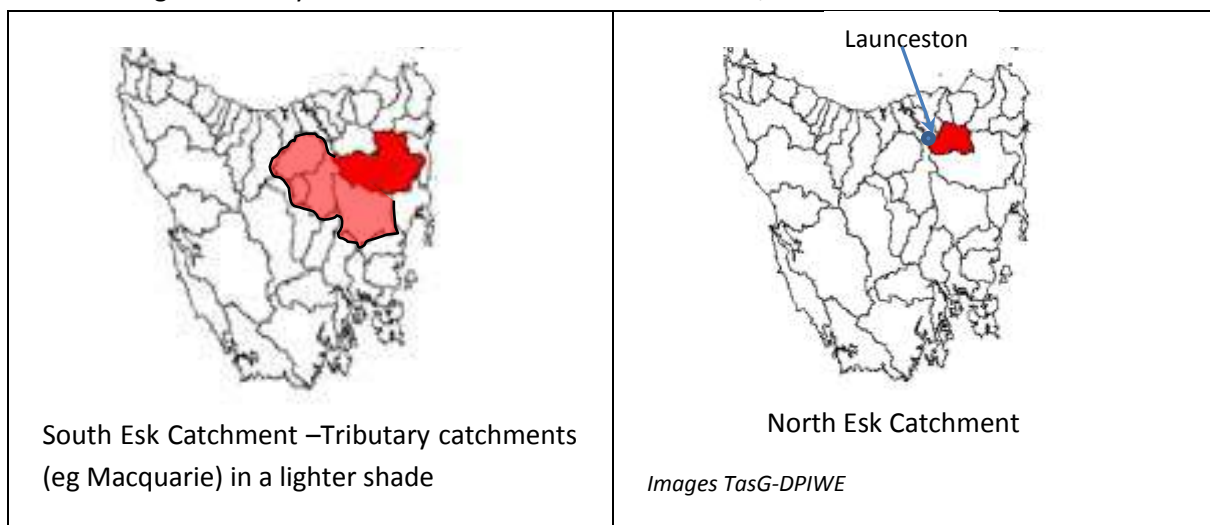 South Esk Catchment –Tributary catchments
(eg Macquarie) in a lighter shade
Launceston
North Esk Catchment
Images TasG-DPIWE